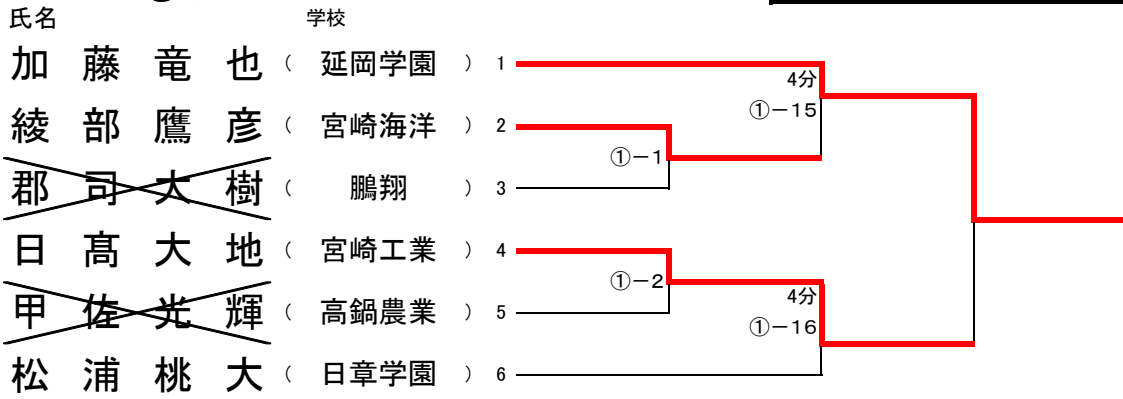 氏名 学校
加藤竜也 （ 延岡学園 ） 1
4分
①－15
綾部鷹彦 （ 宮崎海洋 ） 2
①－1
郡司大樹 （ 鵬翔 ） 3
日髙大地 （ 宮崎工業 ） 4
①－2
4分
甲佐光輝 （ 高鍋農業 ） 5
①－16
松浦桃大 （ 日章学園 ） 6